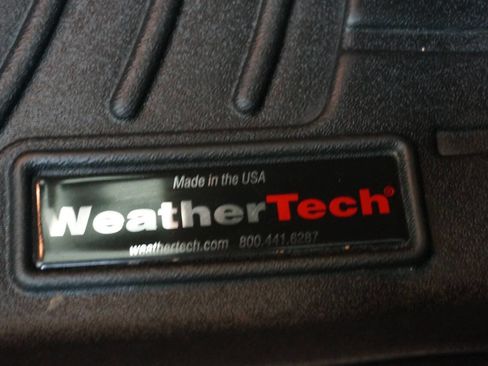 Made in the USA
WeatherTech®
weathertech.com 800.441.6287